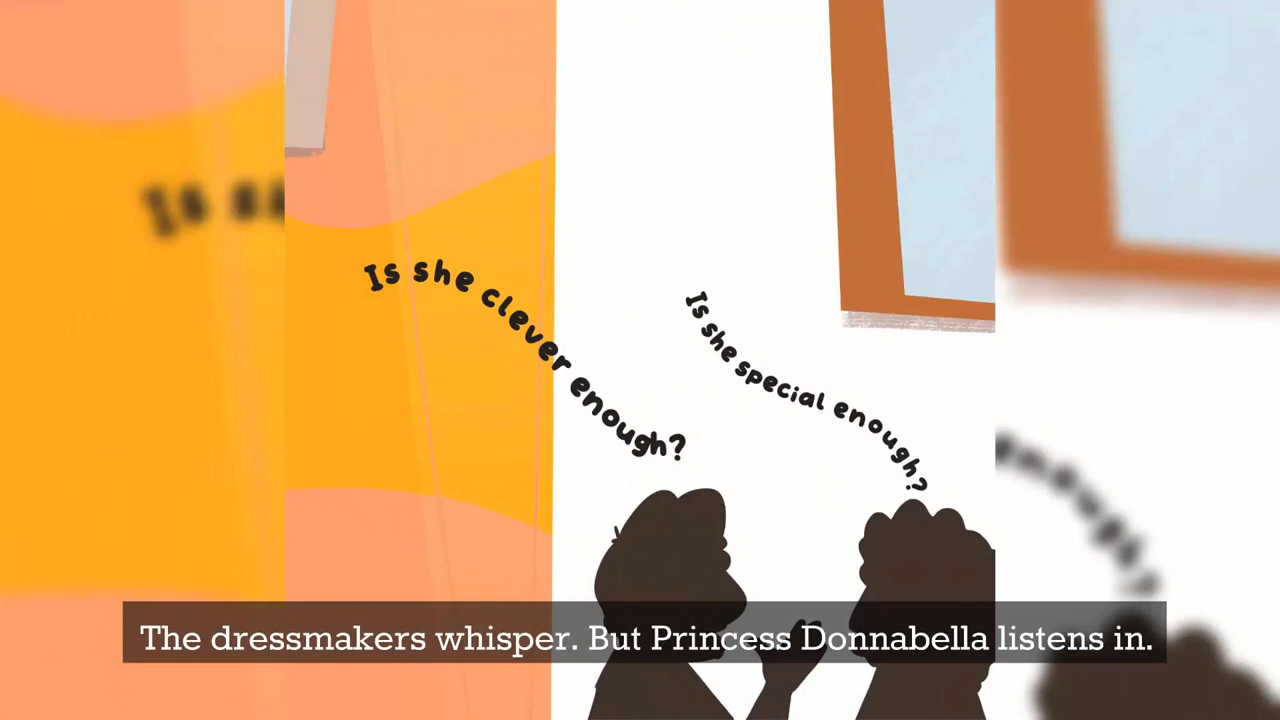 Is she clever enough?
Is she special enough?
The dressmakers whisper. But Princess Donnabella listens in.